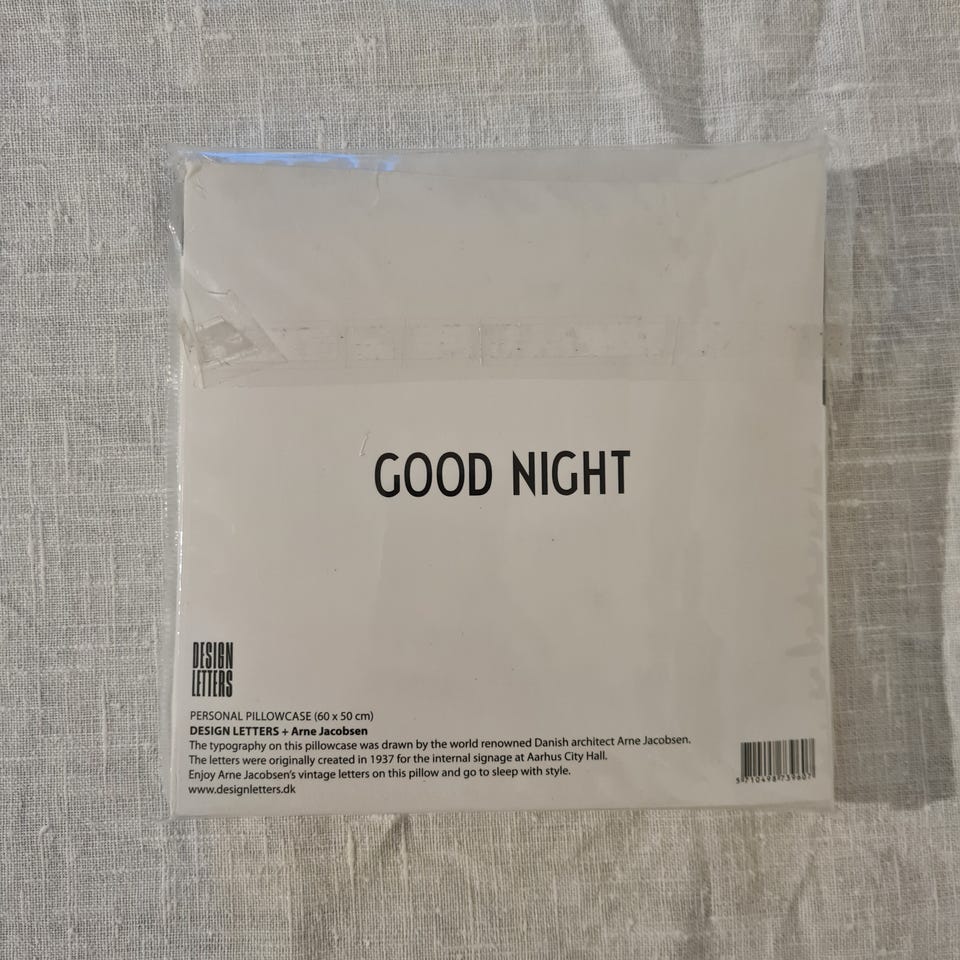 GOOD NIGHT
DESIGN
LETTERS
PERSONAL PILLOWCASE (60 x 50 cm)
DESIGN LETTERS + Arne Jacobsen
The typography on this pillowcase was drawn by the world renowned Danish architect Arne Jacobsen.
The letters were originally created in 1937 for the internal signage at Aarhus City Hall.
Enjoy Arne Jacobsen's vintage letters on this pillow and go to sleep with style.
www.designletters.dk
5 710498 739607